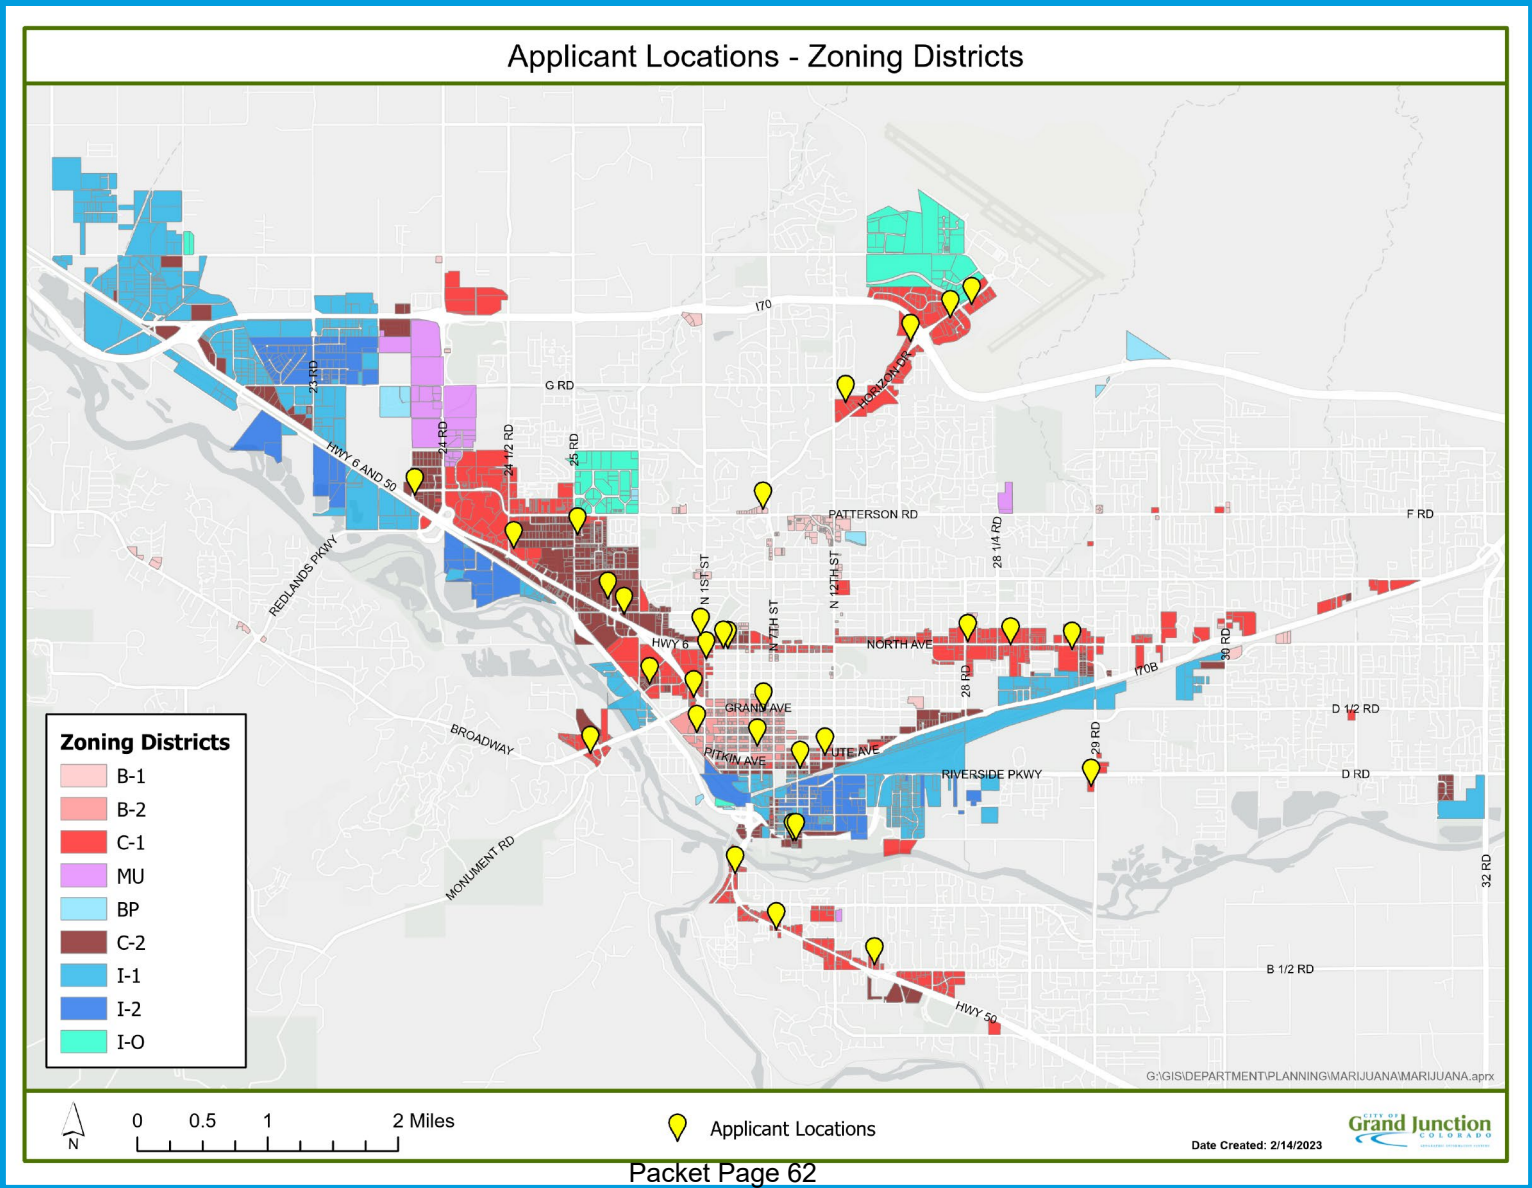 Applicant Locations - Zoning Districts
I70
23 RD
G RD
HORIZON DR
24 RD
24 1/2 RD
25 RD
HWY 6 AND 50
PATTERSON RD
F RD
28 1/4 RD
REDLANDS PKWY
N 1ST ST
N 12TH ST
N 7TH ST
HWY 6
NORTH AVE
30 RD
I70B
28 RD
GRAND AVE
D 1/2 RD
BROADWAY
PITKIN AVE
UTE AVE
29 RD
RIVERSIDE PKWY
D RD
MONUMENT RD
32 RD
B 1/2 RD
HWY 50
Zoning Districts
B-1
B-2
C-1
MU
BP
C-2
I-1
I-2
I-O
G:\GIS\DEPARTMENT\PLANNING\MARIJUANA\MARIJUANA.aprx
N
0 0.5 1 2 Miles
Applicant Locations
Date Created: 2/14/2023
CITY OF
Grand Junction
COLORADO
Packet Page 62